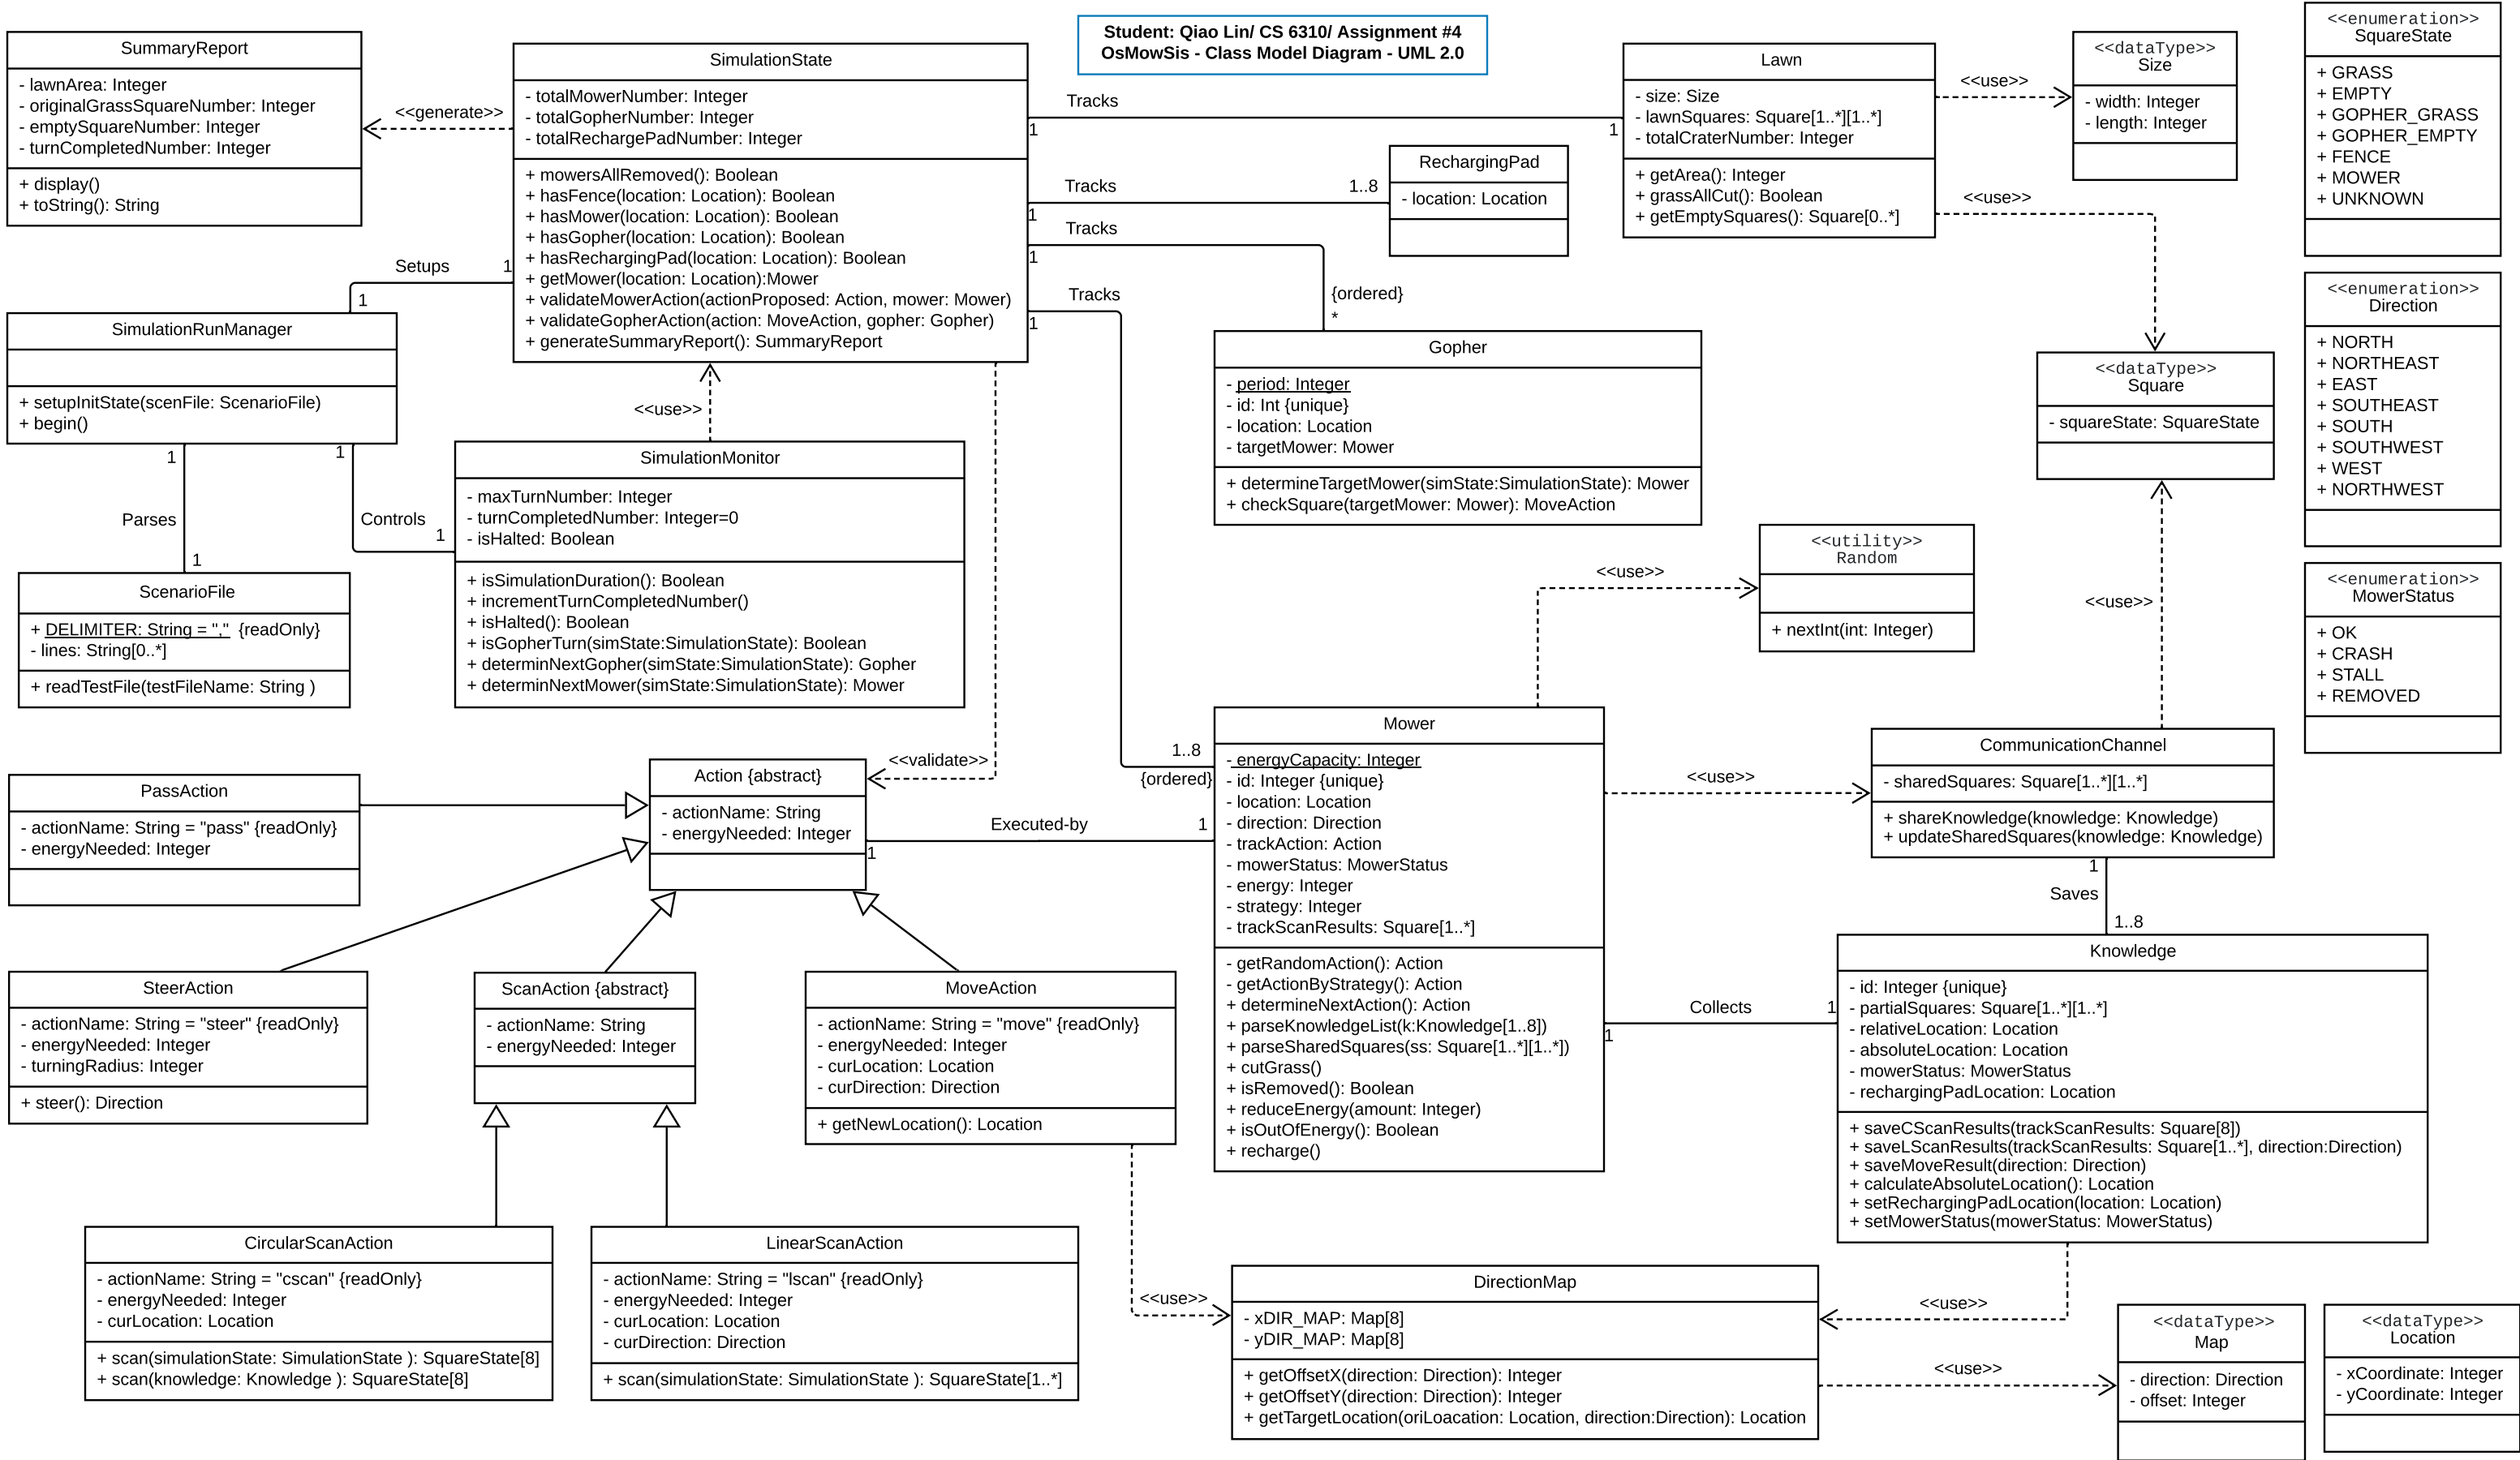 Student: Qiao Lin/ CS 6310/ Assignment #4
OsMowSis - Class Model Diagram - UML 2.0
SummaryReport
- lawnArea: Integer
- originalGrassSquareNumber: Integer
- emptySquareNumber: Integer
- turnCompletedNumber: Integer
+ display()
+ toString(): String
<<generate>>
SimulationState
- totalMowerNumber: Integer
- totalGopherNumber: Integer
- totalRechargePadNumber: Integer
+ mowersAllRemoved(): Boolean
+ hasFence(location: Location): Boolean
+ hasMower(location: Location): Boolean
+ hasGopher(location: Location): Boolean
+ hasRechargingPad(location: Location): Boolean
+ getMower(location: Location):Mower
+ validateMowerAction(actionProposed: Action, mower: Mower)
+ validateGopherAction(action: MoveAction, gopher: Gopher)
+ generateSummaryReport(): SummaryReport
Tracks
1
1
Tracks
1
1..8
Tracks
1
{ordered}
*
Tracks
1
1..8
{ordered}
Lawn
- size: Size
- lawnSquares: Square[1..*][1..*]
- totalCraterNumber: Integer
+ getArea(): Integer
+ grassAllCut(): Boolean
+ getEmptySquares(): Square[0..*]
<<use>>
<<use>>
<<dataType>>
Size
- width: Integer
- length: Integer
<<enumeration>>
SquareState
+ GRASS
+ EMPTY
+ GOPHER_GRASS
+ GOPHER_EMPTY
+ FENCE
+ MOWER
+ UNKNOWN
RechargingPad
- location: Location
Setups
1
1
SimulationRunManager
+ setupInitState(scenFile: ScenarioFile)
+ begin()
1
Parses
1
1
Controls
1
<<use>>
Gopher
- period: Integer
- id: Int {unique}
- location: Location
- targetMower: Mower
+ determineTargetMower(simState:SimulationState): Mower
+ checkSquare(targetMower: Mower): MoveAction
<<dataType>>
Square
- squareState: SquareState
<<enumeration>>
Direction
+ NORTH
+ NORTHEAST
+ EAST
+ SOUTHEAST
+ SOUTH
+ SOUTHWEST
+ WEST
+ NORTHWEST
SimulationMonitor
- maxTurnNumber: Integer
- turnCompletedNumber: Integer=0
- isHalted: Boolean
+ isSimulationDuration(): Boolean
+ incrementTurnCompletedNumber()
+ isHalted(): Boolean
+ isGopherTurn(simState:SimulationState): Boolean
+ determinNextGopher(simState:SimulationState): Gopher
+ determinNextMower(simState:SimulationState): Mower
ScenarioFile
+ DELIMITER: String = "," {readOnly}
- lines: String[0..*]
+ readTestFile(testFileName: String )
<<use>>
<<utility>>
Random
+ nextInt(int: Integer)
<<use>>
<<enumeration>>
MowerStatus
+ OK
+ CRASH
+ STALL
+ REMOVED
<<validate>>
Action {abstract}
- actionName: String
- energyNeeded: Integer
Executed-by
1
1
PassAction
- actionName: String = "pass" {readOnly}
- energyNeeded: Integer
Mower
- energyCapacity: Integer
- id: Integer {unique}
- location: Location
- direction: Direction
- trackAction: Action
- mowerStatus: MowerStatus
- energy: Integer
- strategy: Integer
- trackScanResults: Square[1..*]
- getRandomAction(): Action
- getActionByStrategy(): Action
+ determineNextAction(): Action
+ parseKnowledgeList(k:Knowledge[1..8])
+ parseSharedSquares(ss: Square[1..*][1..*])
+ cutGrass()
+ isRemoved(): Boolean
+ reduceEnergy(amount: Integer)
+ isOutOfEnergy(): Boolean
+ recharge()
<<use>>
CommunicationChannel
- sharedSquares: Square[1..*][1..*]
+ shareKnowledge(knowledge: Knowledge)
+ updateSharedSquares(knowledge: Knowledge)
1
Saves
1..8
Collects
1
1
Knowledge
- id: Integer {unique}
- partialSquares: Square[1..*][1..*]
- relativeLocation: Location
- absoluteLocation: Location
- mowerStatus: MowerStatus
- rechargingPadLocation: Location
+ saveCScanResults(trackScanResults: Square[8])
+ saveLScanResults(trackScanResults: Square[1..*], direction:Direction)
+ saveMoveResult(direction: Direction)
+ calculateAbsoluteLocation(): Location
+ setRechargingPadLocation(location: Location)
+ setMowerStatus(mowerStatus: MowerStatus)
SteerAction
- actionName: String = "steer" {readOnly}
- energyNeeded: Integer
- turningRadius: Integer
+ steer(): Direction
ScanAction {abstract}
- actionName: String
- energyNeeded: Integer
MoveAction
- actionName: String = "move" {readOnly}
- energyNeeded: Integer
- curLocation: Location
- curDirection: Direction
+ getNewLocation(): Location
CircularScanAction
- actionName: String = "cscan" {readOnly}
- energyNeeded: Integer
- curLocation: Location
+ scan(simulationState: SimulationState ): SquareState[8]
+ scan(knowledge: Knowledge ): SquareState[8]
LinearScanAction
- actionName: String = "lscan" {readOnly}
- energyNeeded: Integer
- curLocation: Location
- curDirection: Direction
+ scan(simulationState: SimulationState ): SquareState[1..*]
<<use>>
DirectionMap
- xDIR_MAP: Map[8]
- yDIR_MAP: Map[8]
+ getOffsetX(direction: Direction): Integer
+ getOffsetY(direction: Direction): Integer
+ getTargetLocation(oriLoacation: Location, direction:Direction): Location
<<use>>
<<use>>
<<dataType>>
Map
- direction: Direction
- offset: Integer
<<dataType>>
Location
- xCoordinate: Integer
- yCoordinate: Integer